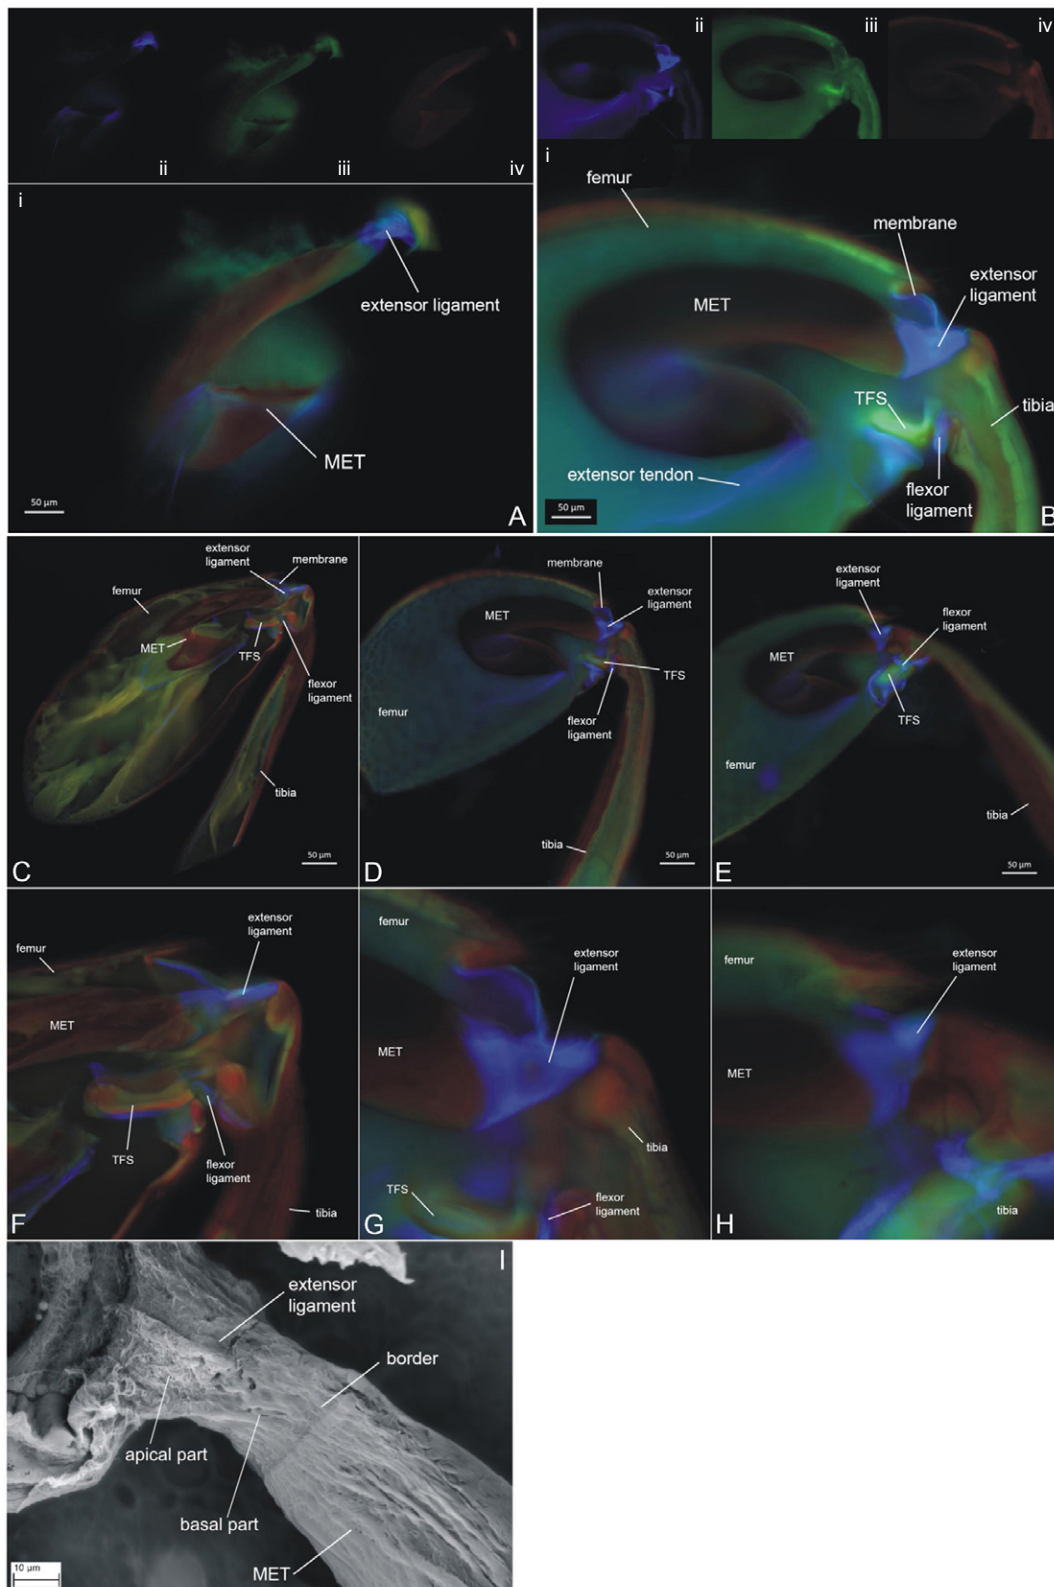 ii
iii
iv
i
extensor ligament
MET
50 µm
A
ii
iii
iv
i
femur
membrane
extensor
ligament
MET
TFS
tibia
extensor tendon
flexor
ligament
50 µm
B
extensor
ligament
membrane
femur
MET
TFS
flexor
ligament
tibia
C
50 µm
membrane
extensor
ligament
MET
TFS
femur
flexor
ligament
tibia
D
50 µm
extensor
ligament
flexor
ligament
MET
TFS
femur
tibia
E
50 µm
extensor
ligament
femur
MET
TFS
flexor
ligament
tibia
F
femur
extensor
ligament
MET
tibia
TFS
flexor
ligament
G
femur
extensor
ligament
MET
tibia
H
I
extensor
ligament
border
apical part
basal part
MET
10 µm